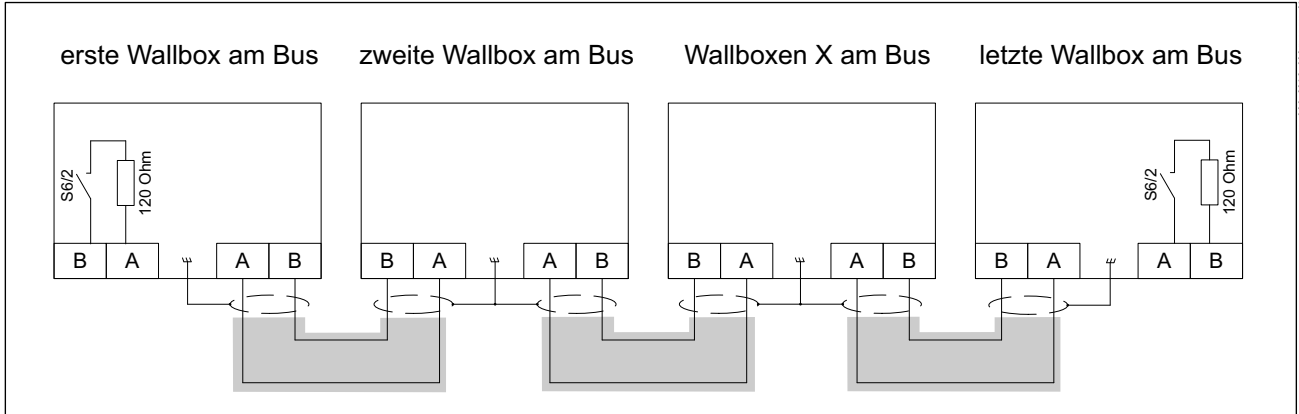 erste Wallbox am Bus
zweite Wallbox am Bus
Wallboxen X am Bus
letzte Wallbox am Bus
S6/2
120 Ohm
S6/2
120 Ohm
B A A B
B A A B
B A A B
B A A B